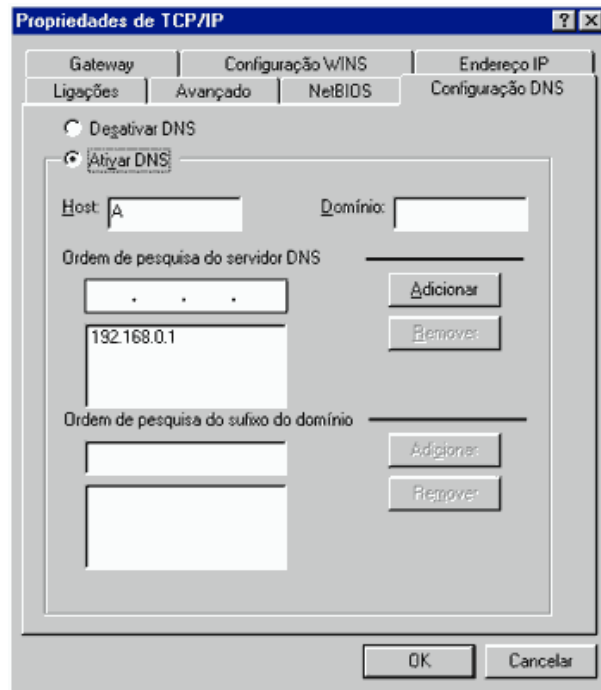 Propriedades de TCP/IP
Gateway Configuração WINS Endereço IP
Ligações Avançado NetBIOS Configuração DNS
Desativar DNS
Ativar DNS
Host: A Domínio:
Ordem de pesquisa do servidor DNS
. . . Adicionar
192.168.0.1 Remover
Ordem de pesquisa do sufixo do domínio
Adicionar
Remover
OK Cancelar